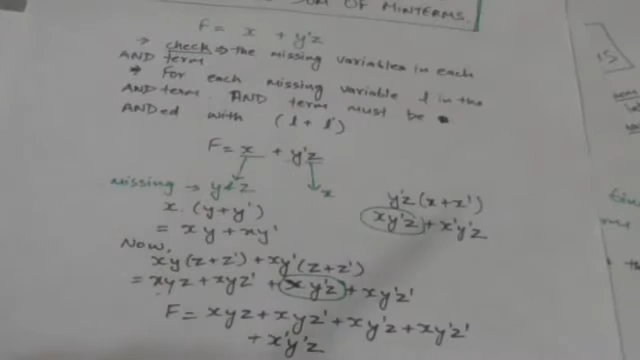 SUM OF MINTERMS.
F = x + y'z
→ check the missing variables in each
AND term
* For each missing variable l in the
AND term AND term must be
ANDed with (l + l')
F = x + y'z
missing → y & z
x
x. (y+y')
= xy + xy'
y'z (x+x')
xy'z + x'y'z
Now,
xy(z+z') + xy'(z+z')
= xyz + xyz' + xy'z + xy'z'
F = xyz + xyz' + xy'z + xy'z'
+ x'y'z
15